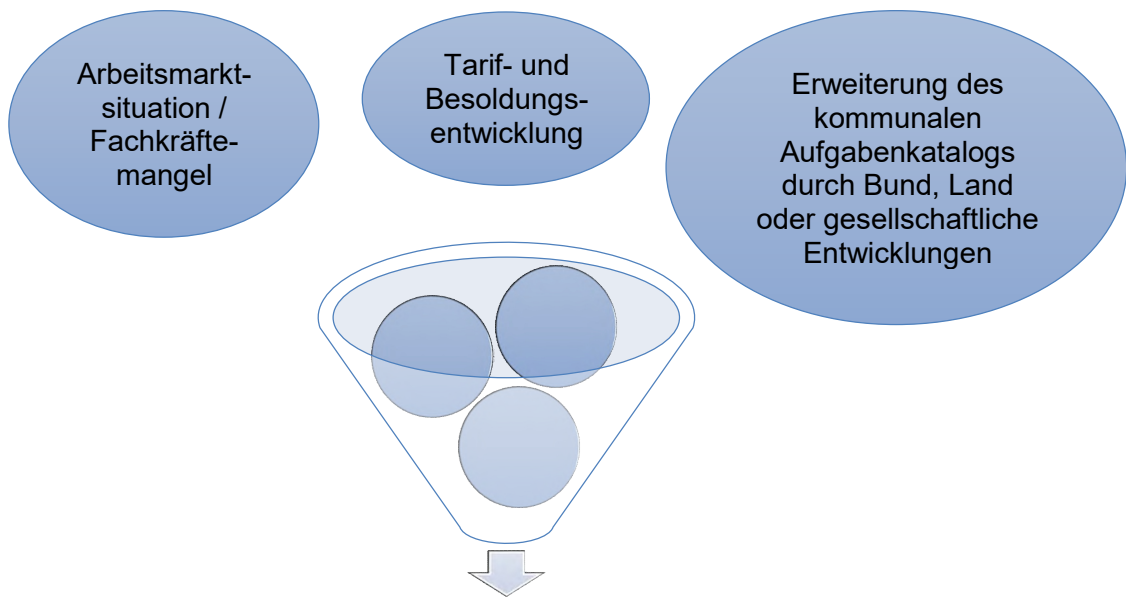 Arbeitsmarkt-
situation /
Fachkräfte-
mangel
Tarif- und
Besoldungs-
entwicklung
Erweiterung des
kommunalen
Aufgabenkatalogs
durch Bund, Land
oder gesellschaftliche
Entwicklungen